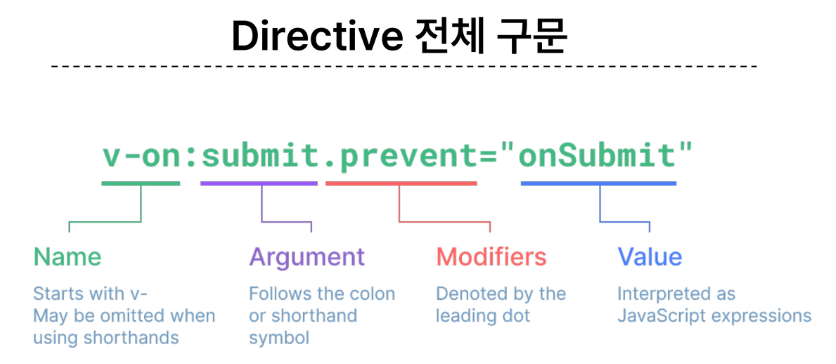 Directive 전체 구문
v-on:submit.prevent="onSubmit"
Name
Starts with v-
May be omitted when
using shorthands
Argument
Follows the colon
or shorthand
symbol
Modifiers
Denoted by the
leading dot
Value
Interpreted as
JavaScript expressions